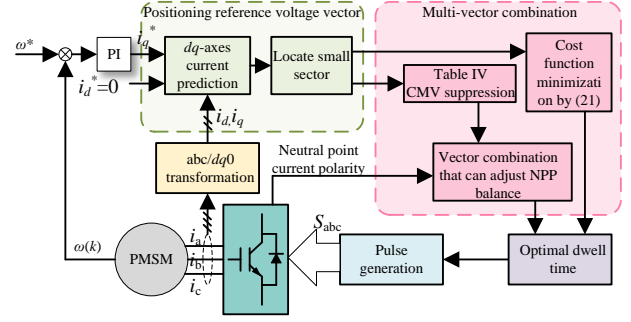 Positioning reference voltage vector
Multi-vector combination
ω*
PI
i_q*
i_d*=0
dq-axes
current
prediction
Locate small
sector
Table IV
CMV suppression
Cost
function
minimizati
on by (21)
i_d,i_q
abc/dq0
transformation
Neutral point
current polarity
Vector combination
that can adjust NPP
balance
ω(k)
PMSM
i_a
i_b
i_c
S_abc
Pulse
generation
Optimal dwell
time